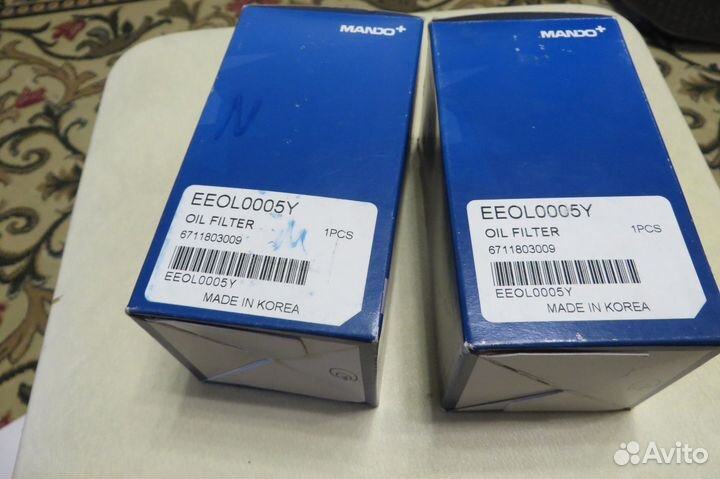 MANDO+
N
EEOL0005Y
OIL FILTER
1PCS
6711803009
EEOL0005Y
MADE IN KOREA
MANDO+
EEOL0005Y
OIL FILTER
1PCS
6711803009
EEOL0005Y
MADE IN KOREA
Avito